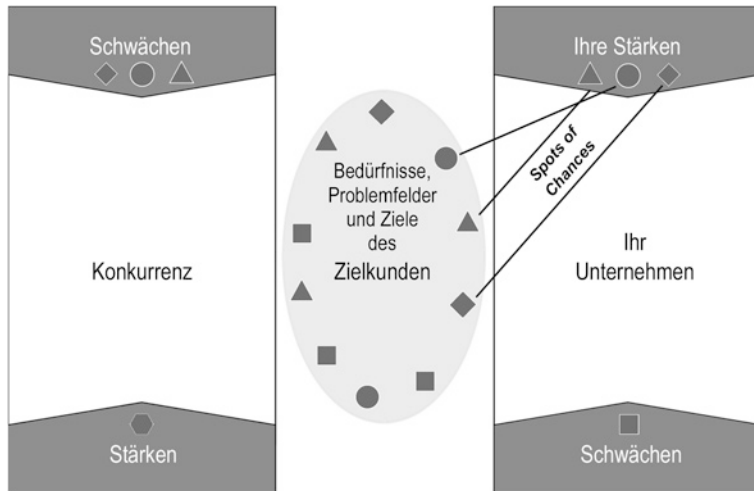 Schwächen
Konkurrenz
Stärken
Bedürfnisse,
Problemfelder
und Ziele
des
Zielkunden
Ihre Stärken
Spots of
Chances
Ihr
Unternehmen
Schwächen